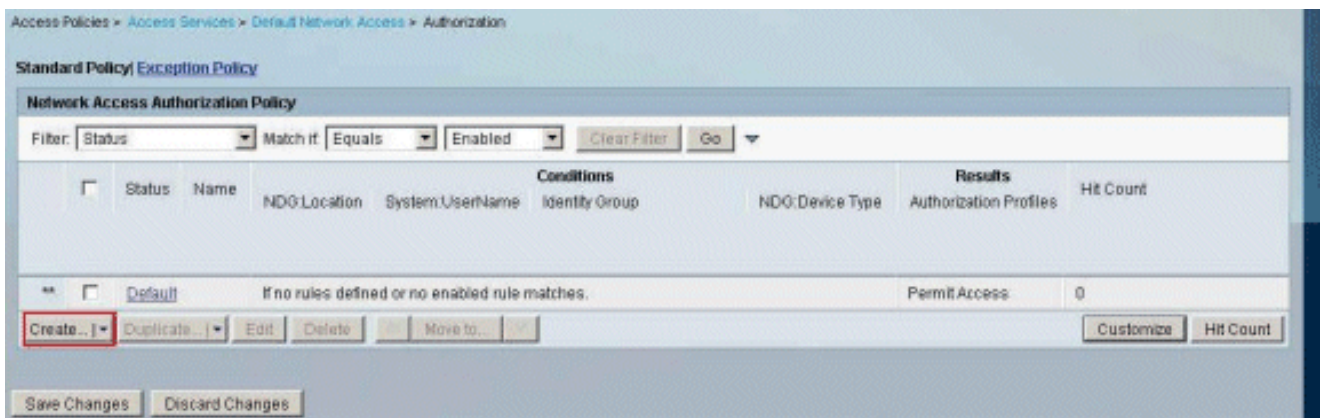 Access Policies > Access Services > Default Network Access > Authorization
Standard Policy| Exception Policy
Network Access Authorization Policy
Filter: Status Match if: Equals Enabled Clear Filter Go
Conditions Results
Status Name NDG:Location System:UserName Identity Group NDG:Device Type Authorization Profiles Hit Count
** Default If no rules defined or no enabled rule matches. Permit Access 0
Create... Duplicate... Edit Delete Move to... Customize Hit Count
Save Changes Discard Changes